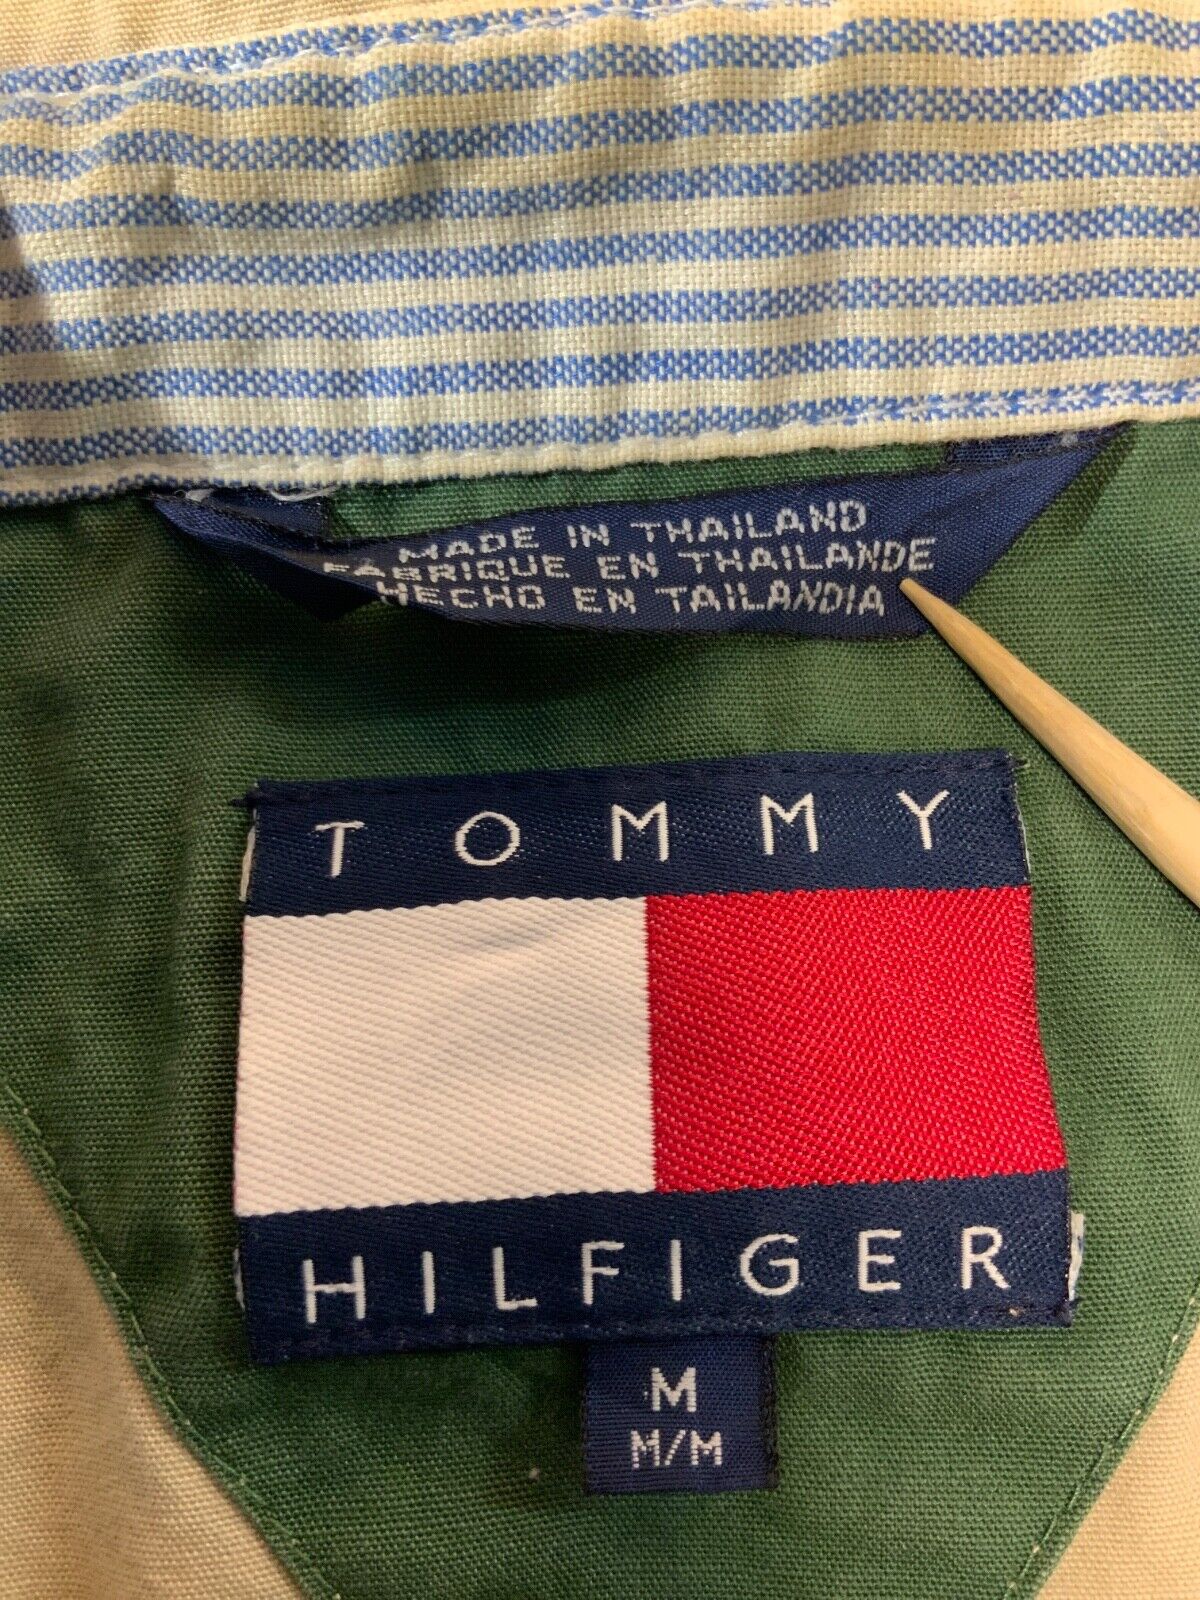 MADE IN THAILAND
FABRIQUE EN THAILANDE
HECHO EN TAILANDIA
TOMMY
HILFIGER
M
M/M